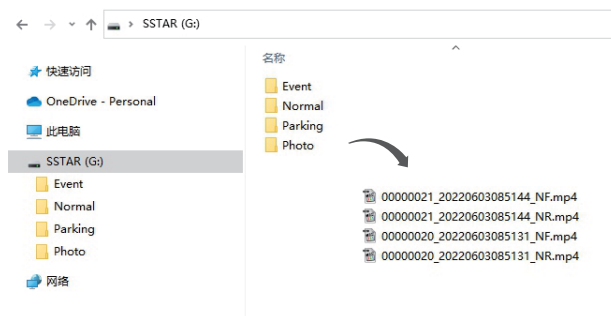 SSTAR (G:)
快速访问
OneDrive - Personal
此电脑
SSTAR (G:)
Event
Normal
Parking
Photo
网络
名称
Event
Normal
Parking
Photo
00000021_20220603085144_NF.mp4
00000021_20220603085144_NR.mp4
00000020_20220603085131_NF.mp4
00000020_20220603085131_NR.mp4